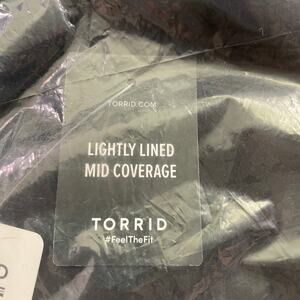 TORRID.COM
LIGHTLY LINED
MID COVERAGE
TORRID
#FeelTheFit